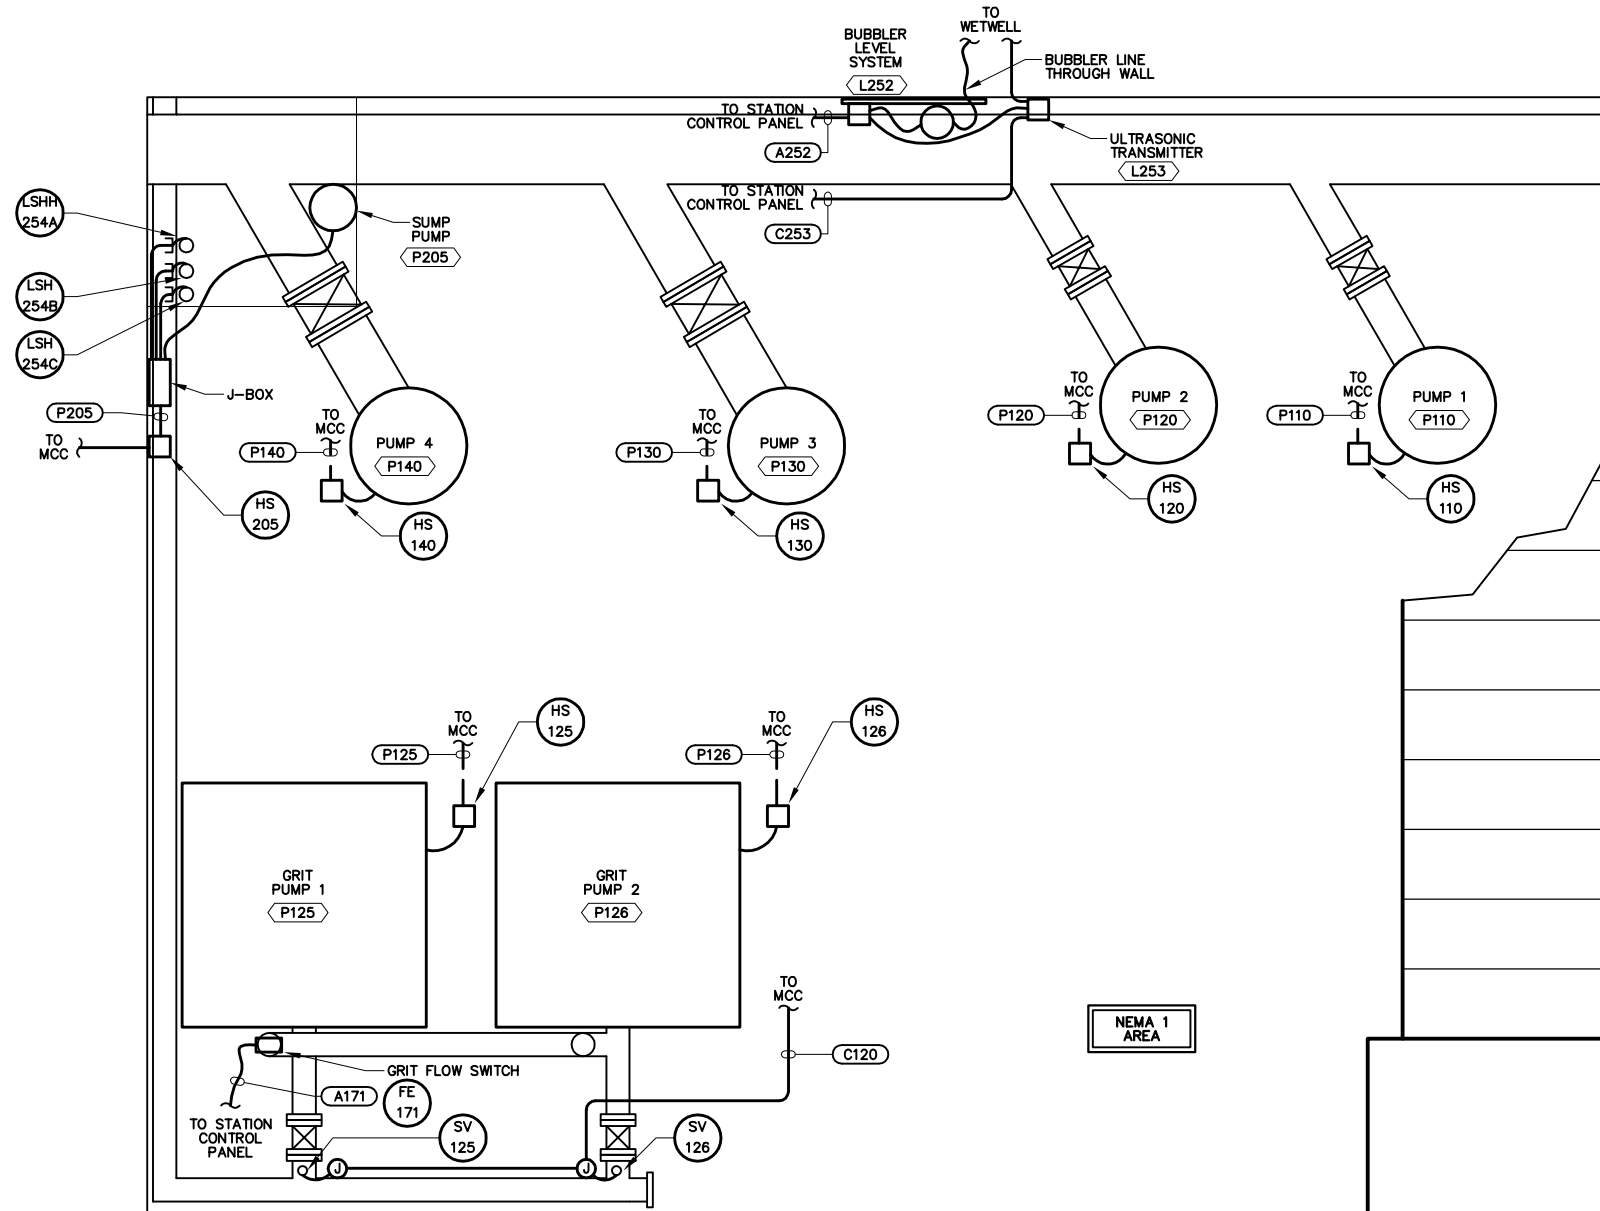 TO
WETWELL
BUBBLER
LEVEL
SYSTEM
L252
BUBBLER LINE
THROUGH WALL
TO STATION
CONTROL PANEL
A252
ULTRASONIC
TRANSMITTER
L253
TO STATION
CONTROL PANEL
C253
LSHH
254A
LSH
254B
LSH
254C
SUMP
PUMP
P205
J-BOX
P205
TO
MCC
HS
205
TO
MCC
P140
PUMP 4
P140
HS
140
TO
MCC
P130
PUMP 3
P130
HS
130
TO
MCC
P120
PUMP 2
P120
HS
120
TO
MCC
P110
PUMP 1
P110
HS
110
TO
MCC
P125
HS
125
TO
MCC
P126
HS
126
GRIT
PUMP 1
P125
GRIT
PUMP 2
P126
TO
MCC
C120
NEMA 1
AREA
GRIT FLOW SWITCH
A171
FE
171
TO STATION
CONTROL
PANEL
SV
125
SV
126
J
J